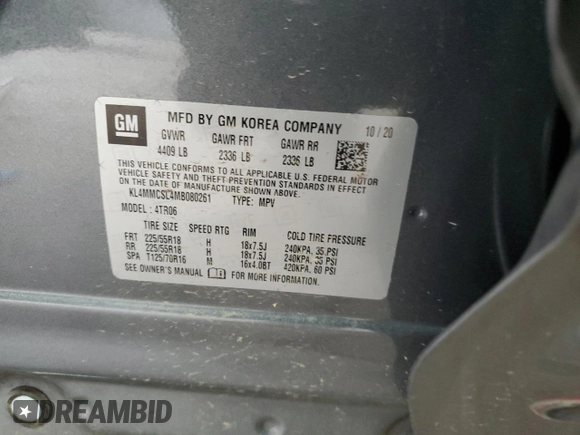 GM
MFD BY GM KOREA COMPANY 10/20
GVWR GAWR FRT GAWR RR
4409 LB 2336 LB 2336 LB
THIS VEHICLE CONFORMS TO ALL APPLICABLE U.S. FEDERAL MOTOR
VEHICLE SAFETY AND THEFT-PREVENTION STANDARDS IN EFFECT ON
THE DATE OF MANUFACTURE SHOWN ABOVE.
KL4MMCSL4MB080261 TYPE: MPV
MODEL: 4TR06
TIRE SIZE SPEED RTG RIM COLD TIRE PRESSURE
FRT 225/55R18 H 18x7.5J 240KPA, 35 PSI
RR 225/55R18 H 18x7.5J 240KPA, 35 PSI
SPA T125/70R16 M 16x4.0BT 420KPA, 60 PSI
SEE OWNER'S MANUAL FOR MORE INFORMATION.
DREAMBID